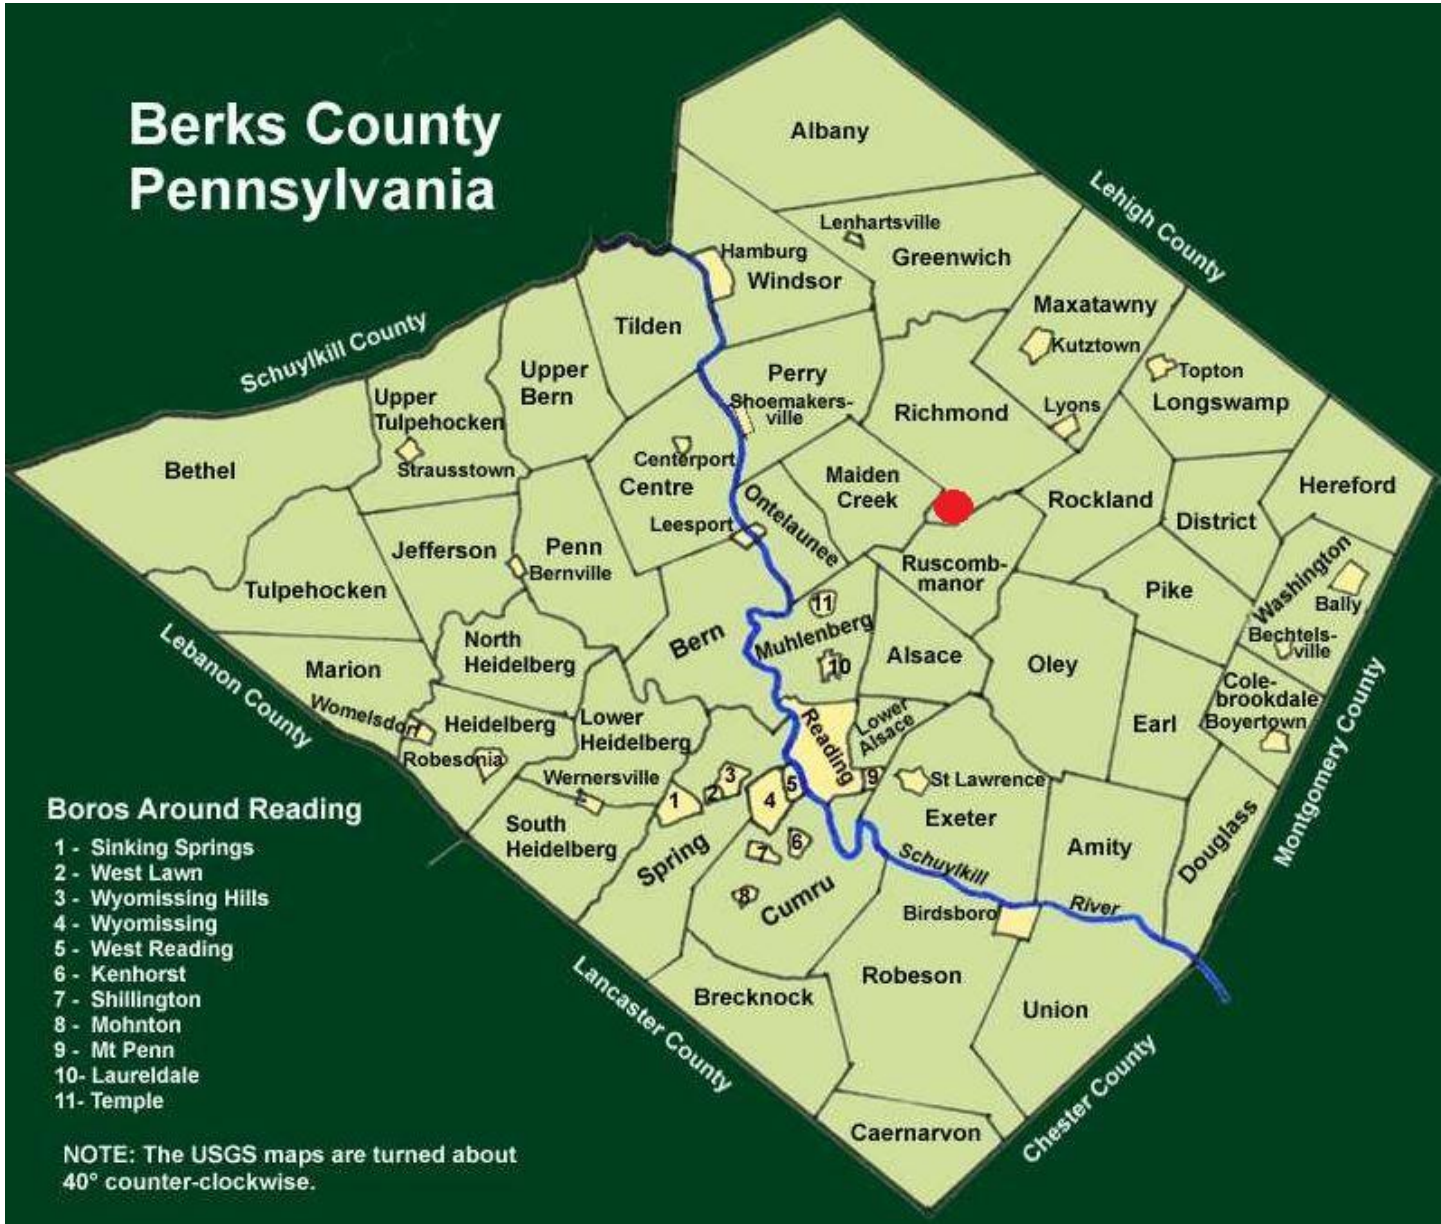 Berks County
Pennsylvania
Albany
Lehigh County
Lenhartsville
Greenwich
Hamburg
Windsor
Maxatawny
Kutztown
Schuylkill County
Tilden
Upper
Bern
Perry
Shoemakers-
ville
Topton
Longswamp
Upper
Tulpehocken
Strausstown
Richmond
Lyons
Bethel
Centerport
Centre
Leesport
Ontelaunee
Maiden
Creek
Rockland
Hereford
District
Jefferson
Penn
Bernville
Ruscomb-
manor
Pike
Washington
Bally
Bechtels-
ville
Tulpehocken
11
Muhlenberg
10
Bern
North
Heidelberg
Alsace
Oley
Lebanon County
Marion
Womelsdorf
Heidelberg
Robesonia
Lower
Heidelberg
Wernersville
Reading
Lower
Alsace
Earl
Cole-
brookdale
Boyertown
Montgomery County
1
2
3
4
5
9
St Lawrence
Exeter
South
Heidelberg
Spring
6
7
8
Cumru
Schuylkill
River
Amity
Douglass
Birdsboro
Robeson
Union
Brecknock
Lancaster County
Caernarvon
Chester County
Boros Around Reading
1 - Sinking Springs
2 - West Lawn
3 - Wyomissing Hills
4 - Wyomissing
5 - West Reading
6 - Kenhorst
7 - Shillington
8 - Mohnton
9 - Mt Penn
10- Laureldale
11- Temple
NOTE: The USGS maps are turned about
40° counter-clockwise.